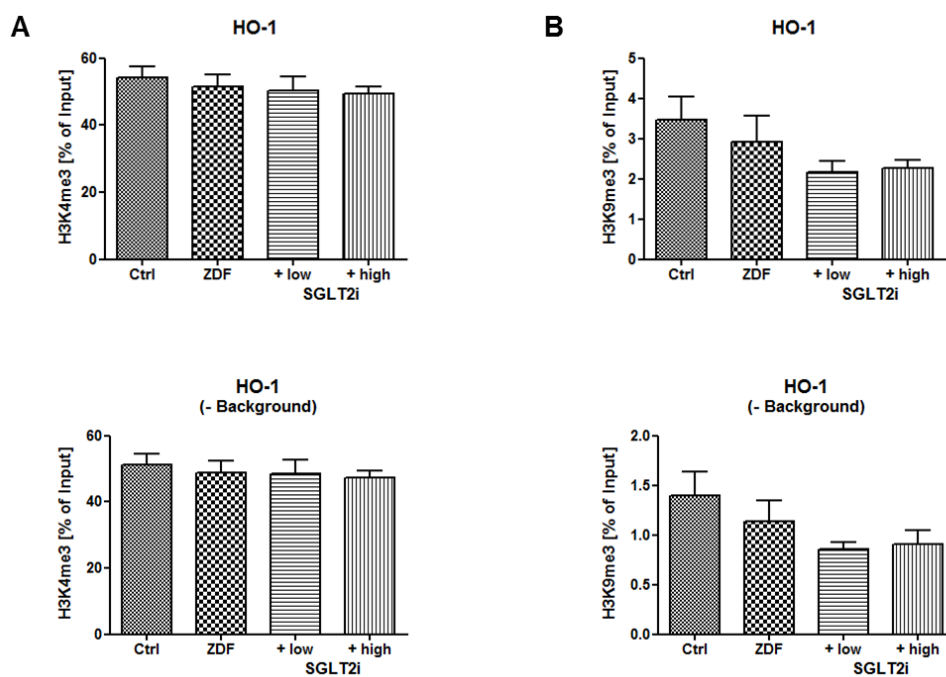 A
HO-1
H3K4me3 [% of Input]
60
40
20
0
Ctrl ZDF + low + high
SGLT2i
B
HO-1
H3K9me3 [% of Input]
5
4
3
2
1
0
Ctrl ZDF + low + high
SGLT2i
HO-1
(- Background)
H3K4me3 [% of Input]
60
40
20
0
Ctrl ZDF + low + high
SGLT2i
HO-1
(- Background)
H3K9me3 [% of Input]
2.0
1.5
1.0
0.5
0.0
Ctrl ZDF + low + high
SGLT2i